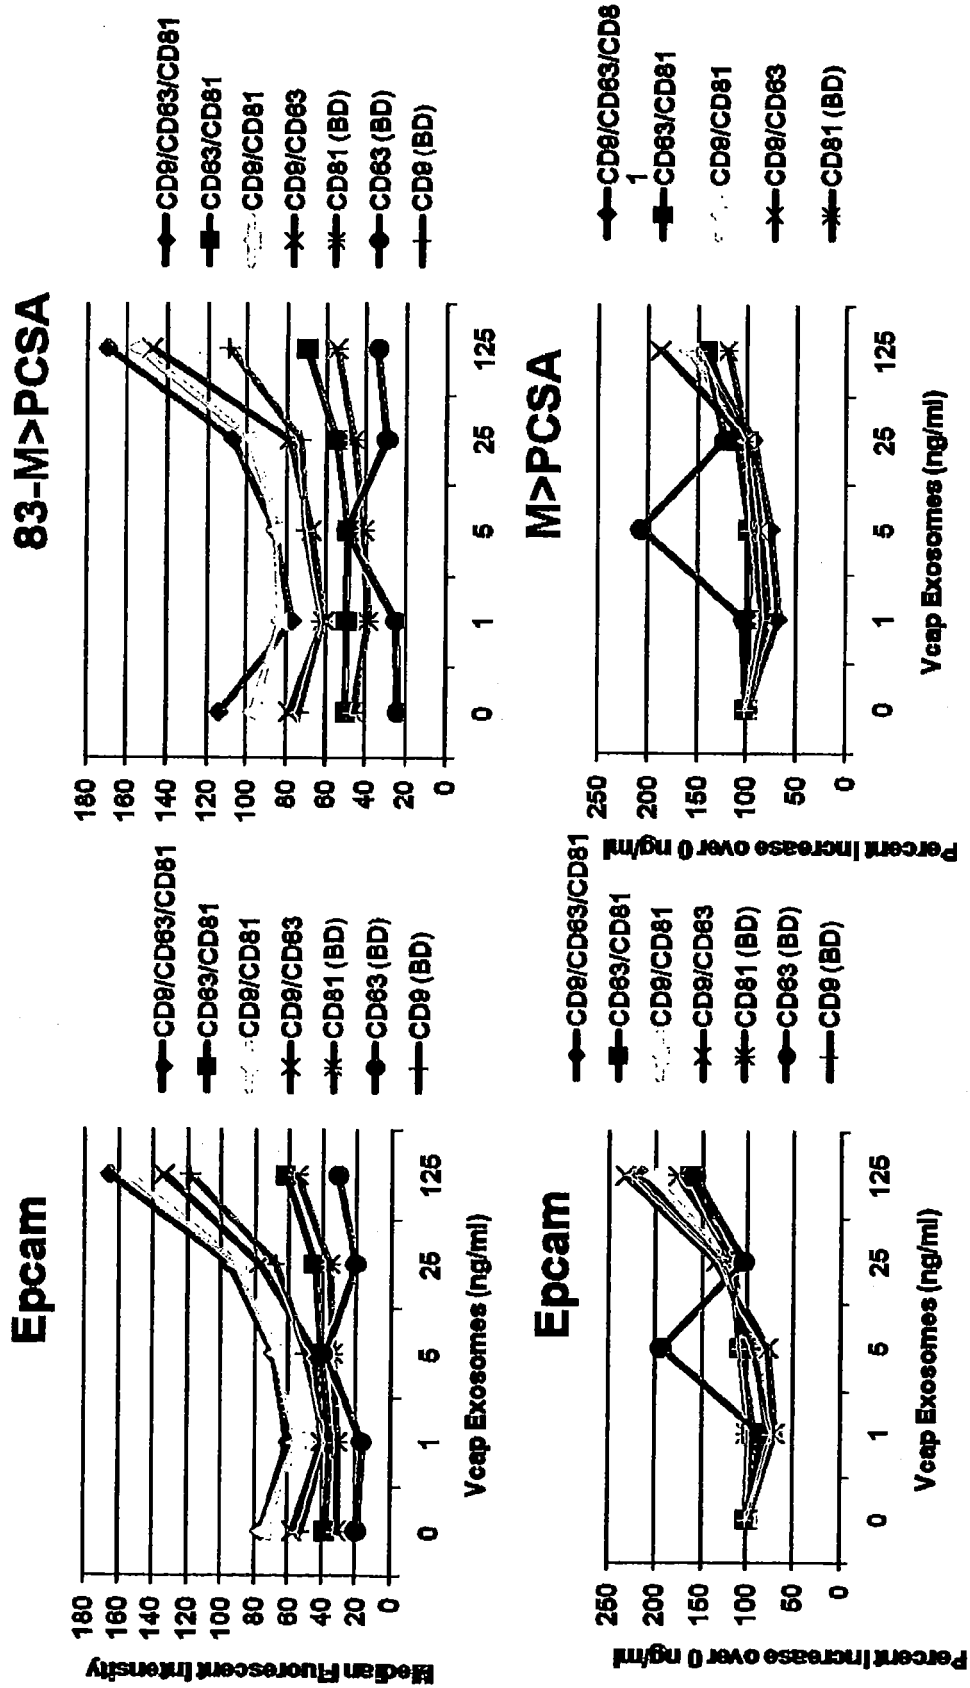 Epcam
Median Fluorescent Intensity
180
160
140
120
100
80
60
40
20
0
0
1
5
25
125
Vcap Exosomes (ng/ml)
CD9/CD63/CD81
CD63/CD81
CD9/CD81
CD9/CD63
CD81 (BD)
CD63 (BD)
CD9 (BD)
83-M>PCSA
180
160
140
120
100
80
60
40
20
0
0
1
5
25
125
CD9/CD63/CD81
CD63/CD81
CD9/CD81
CD9/CD63
CD81 (BD)
CD63 (BD)
CD9 (BD)
Epcam
Percent Increase over 0 ng/ml
250
200
150
100
50
0
0
1
5
25
125
Vcap Exosomes (ng/ml)
CD9/CD63/CD81
CD63/CD81
CD9/CD81
CD9/CD63
CD81 (BD)
CD63 (BD)
CD9 (BD)
M>PCSA
Percent Increase over 0 ng/ml
250
200
150
100
50
0
0
1
5
25
125
Vcap Exosomes (ng/ml)
CD9/CD63/CD8
1
CD63/CD81
CD9/CD81
CD9/CD63
CD81 (BD)